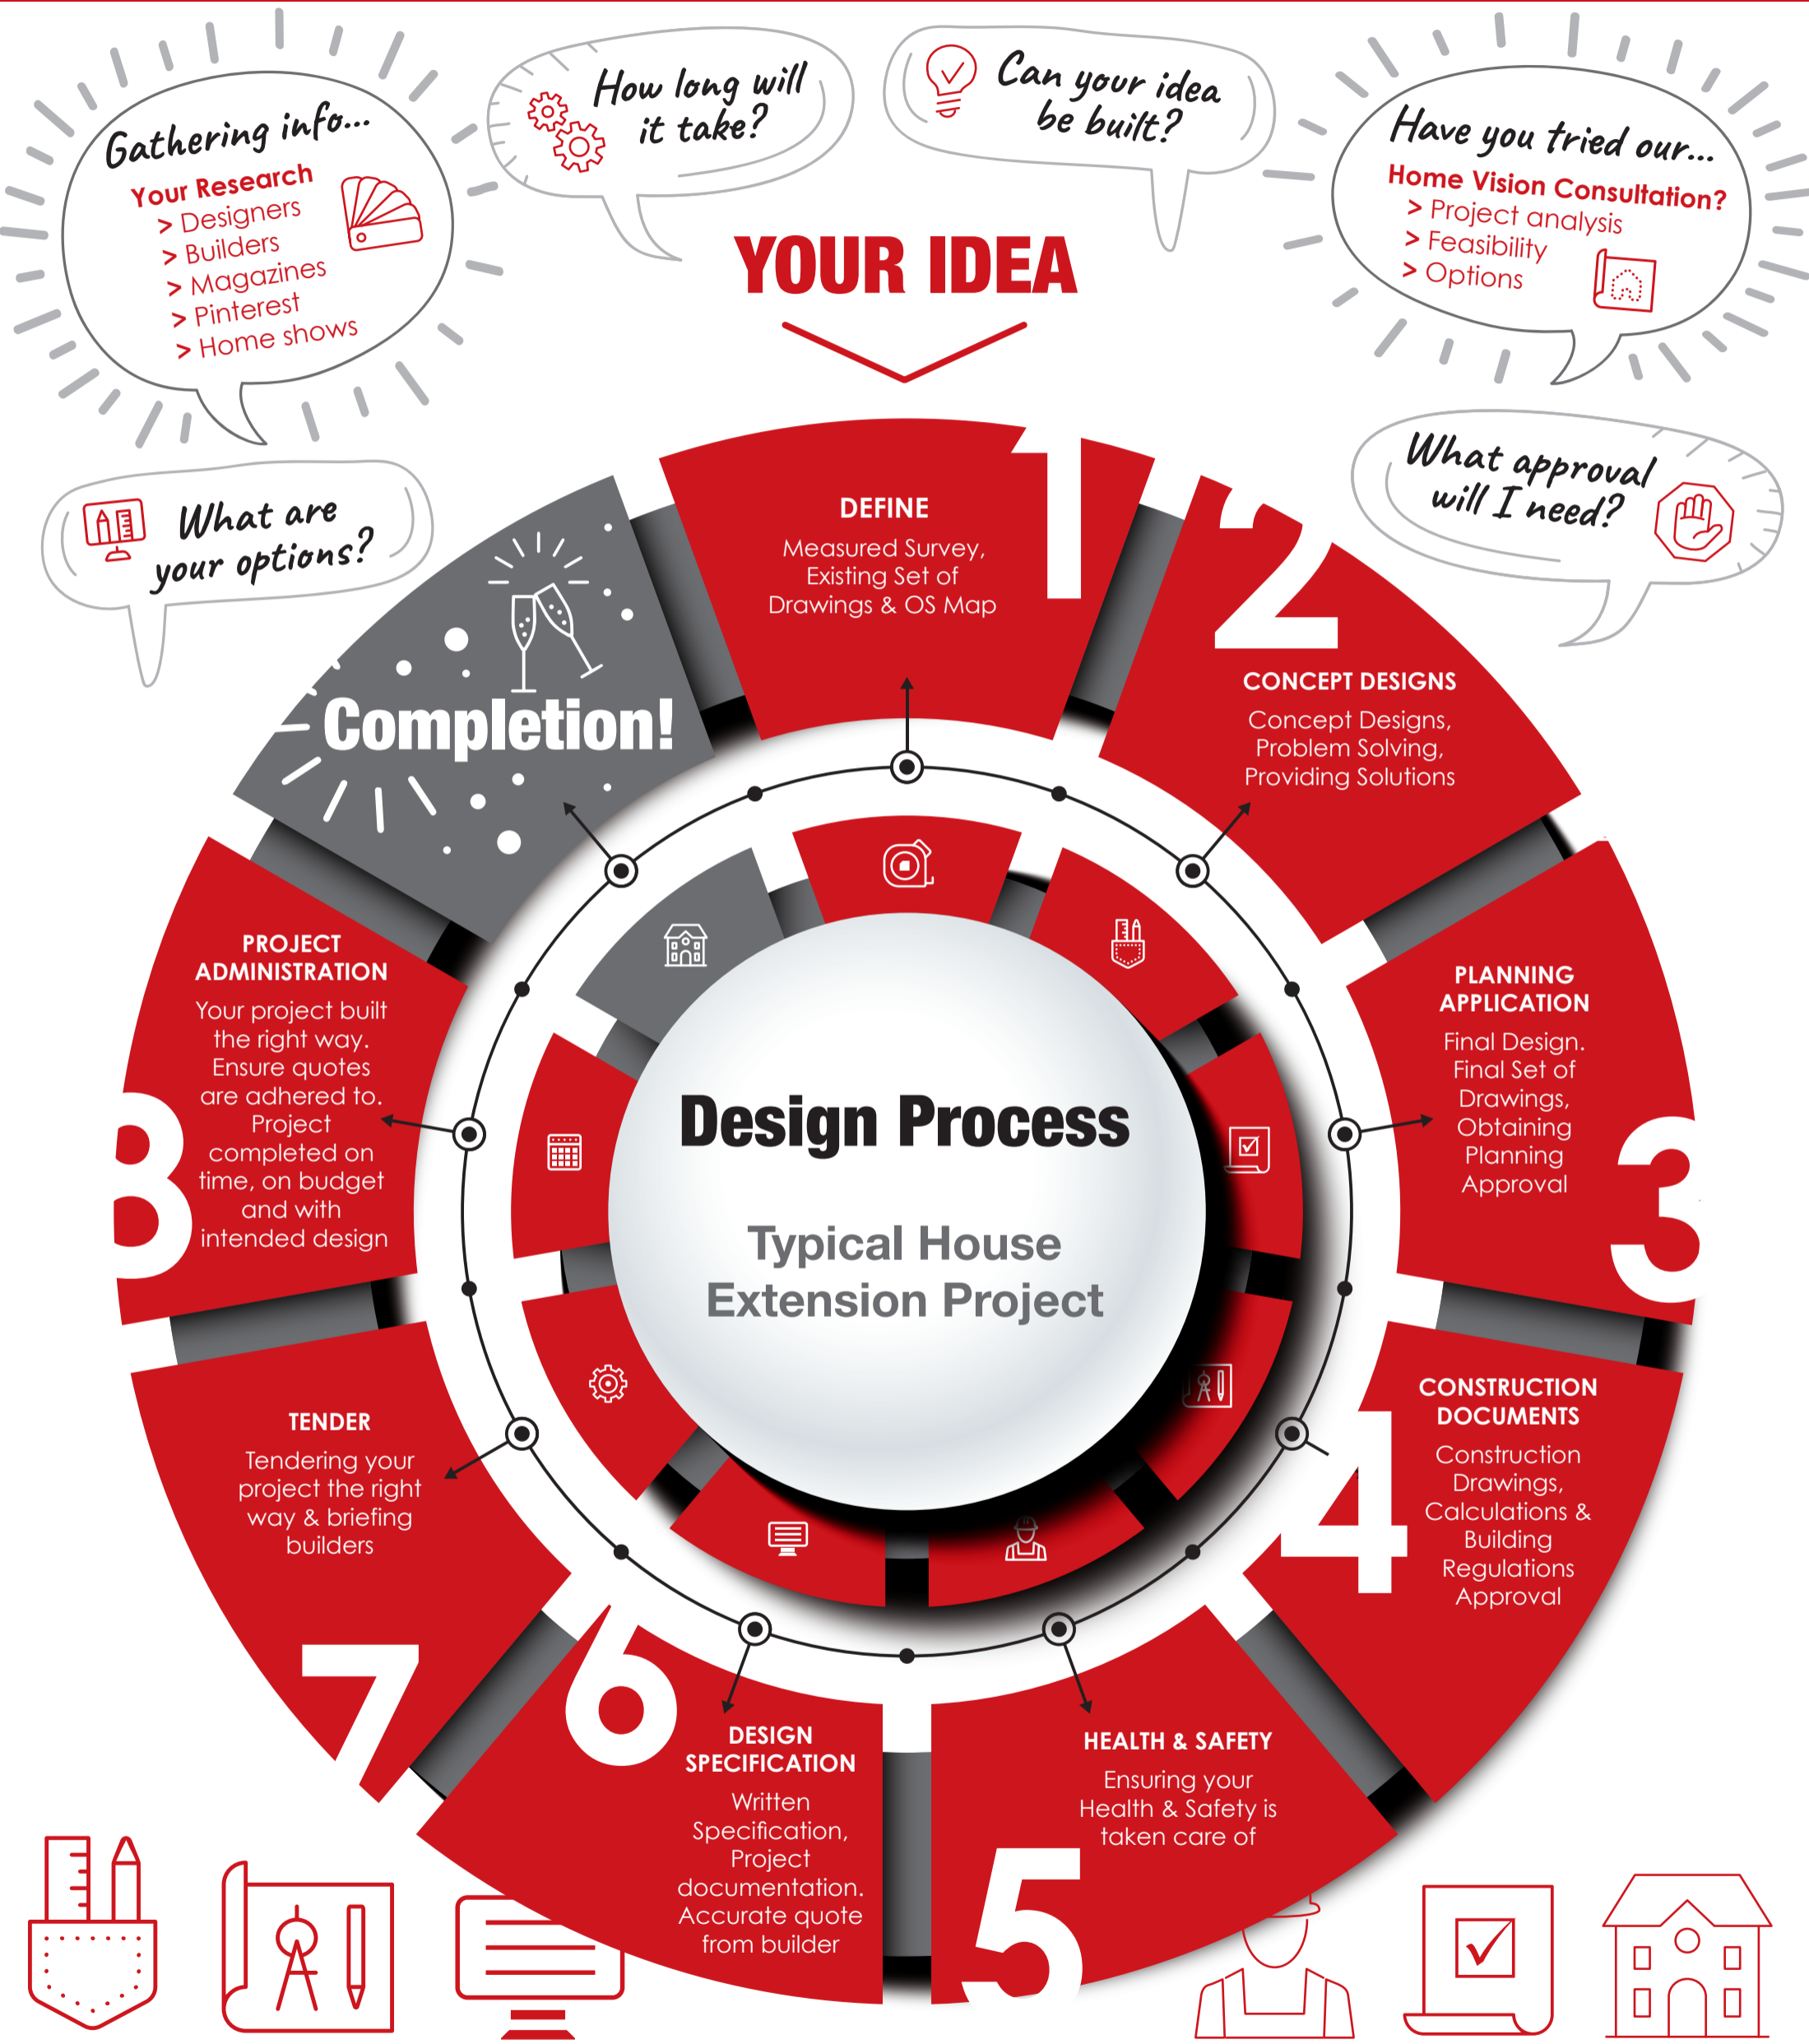 Gathering info...
Your Research
> Designers
> Builders
> Magazines
> Pinterest
> Home shows
How long will
it take?
Can your idea
be built?
Have you tried our...
Home Vision Consultation?
> Project analysis
> Feasibility
> Options
YOUR IDEA
What are
your options?
What approval
will I need?
1
DEFINE
Measured Survey,
Existing Set of
Drawings & OS Map
2
CONCEPT DESIGNS
Concept Designs,
Problem Solving,
Providing Solutions
PLANNING
APPLICATION
Final Design.
Final Set of
Drawings,
Obtaining
Planning
Approval
3
CONSTRUCTION
DOCUMENTS
Construction
Drawings,
Calculations &
Building
Regulations
Approval
4
HEALTH & SAFETY
Ensuring your
Health & Safety is
taken care of
5
6
DESIGN
SPECIFICATION
Written
Specification,
Project
documentation.
Accurate quote
from builder
TENDER
Tendering your
project the right
way & briefing
builders
7
PROJECT
ADMINISTRATION
Your project built
the right way.
Ensure quotes
are adhered to.
Project
completed on
time, on budget
and with
intended design
8
Completion!
Design Process
Typical House
Extension Project